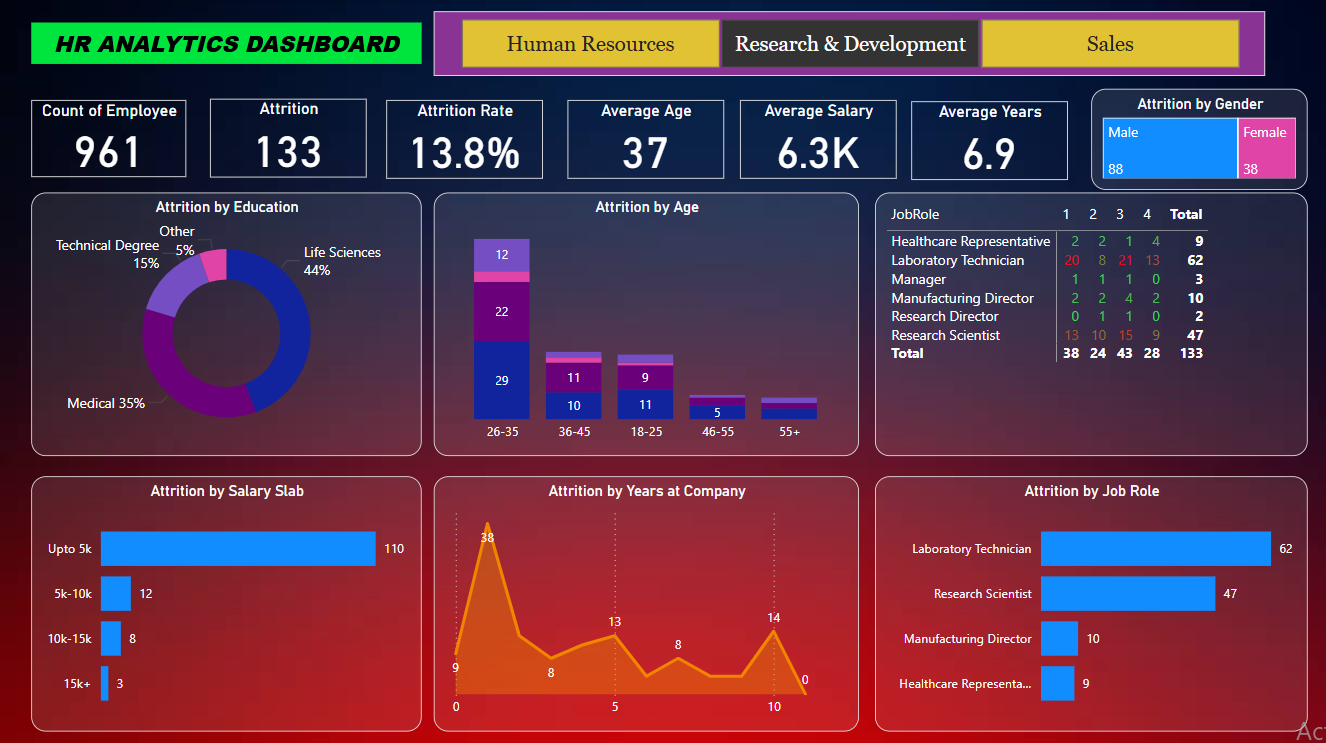 HR ANALYTICS DASHBOARD
Human Resources
Research & Development
Sales
Count of Employee
961
Attrition
133
Attrition Rate
13.8%
Average Age
37
Average Salary
6.3K
Average Years
6.9
Attrition by Gender
Male
88
Female
38
Attrition by Education
Other
5%
Technical Degree
15%
Life Sciences
44%
Medical 35%
Attrition by Age
12
22
29
11
10
9
11
5
26-35 36-45 18-25 46-55 55+
JobRole 1 2 3 4 Total
Healthcare Representative 2 2 1 4 9
Laboratory Technician 20 8 21 13 62
Manager 1 1 1 0 3
Manufacturing Director 2 2 4 2 10
Research Director 0 1 1 0 2
Research Scientist 13 10 15 9 47
Total 38 24 43 28 133
Attrition by Salary Slab
Upto 5k 110
5k-10k 12
10k-15k 8
15k+ 3
Attrition by Years at Company
38
9
8
13
8
14
0
0 5 10
Attrition by Job Role
Laboratory Technician 62
Research Scientist 47
Manufacturing Director 10
Healthcare Representa... 9
Act